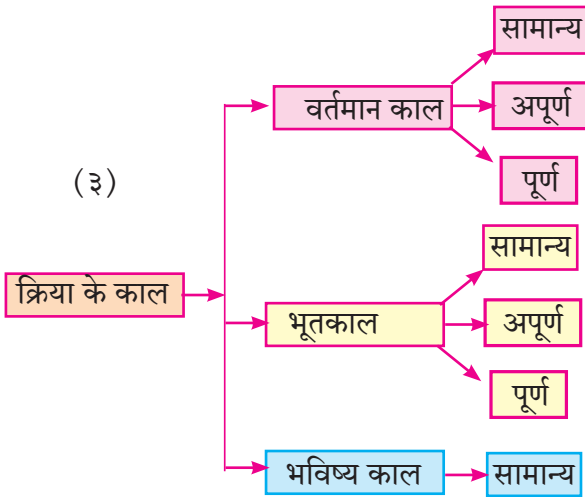 (३)
क्रिया के काल
वर्तमान काल
सामान्य
अपूर्ण
पूर्ण
भूतकाल
सामान्य
अपूर्ण
पूर्ण
भविष्य काल
सामान्य